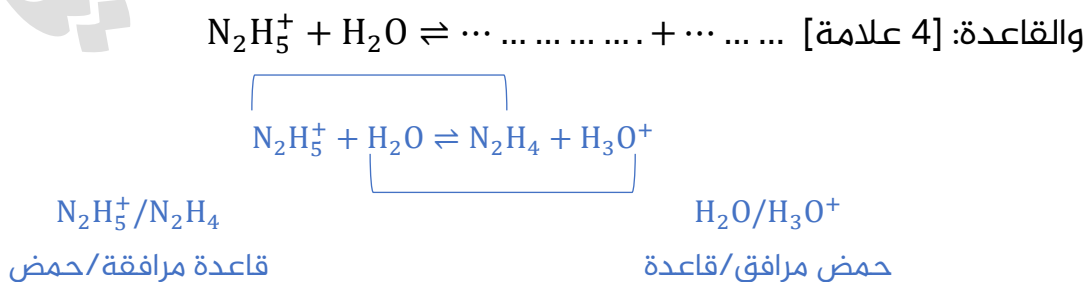 والقاعدة: [4 علامة] N₂H₅⁺ + H₂O ⇌ ⋯ … … … … . + ⋯ … …
N₂H₅⁺ + H₂O ⇌ N₂H₄ + H₃O⁺
N₂H₅⁺/N₂H₄ H₂O/H₃O⁺
قاعدة مرافقة/حمض حمض مرافق/قاعدة